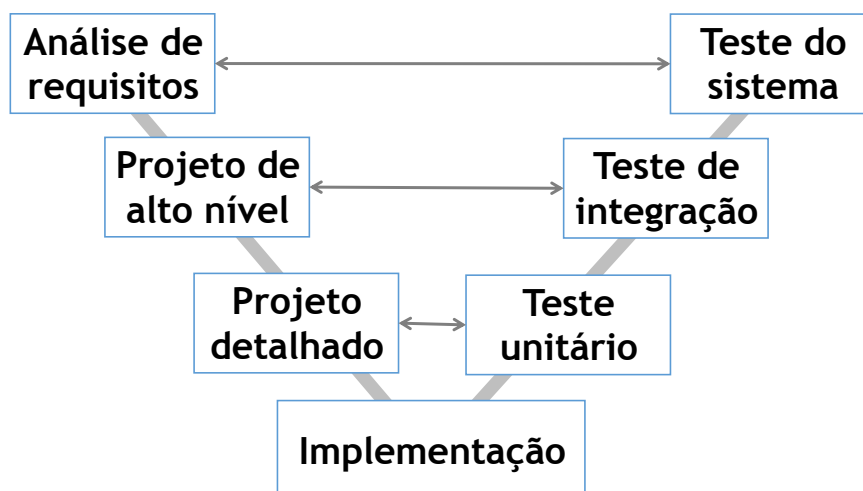 Análise de
requisitos
Teste do
sistema
Projeto de
alto nível
Teste de
integração
Projeto
detalhado
Teste
unitário
Implementação